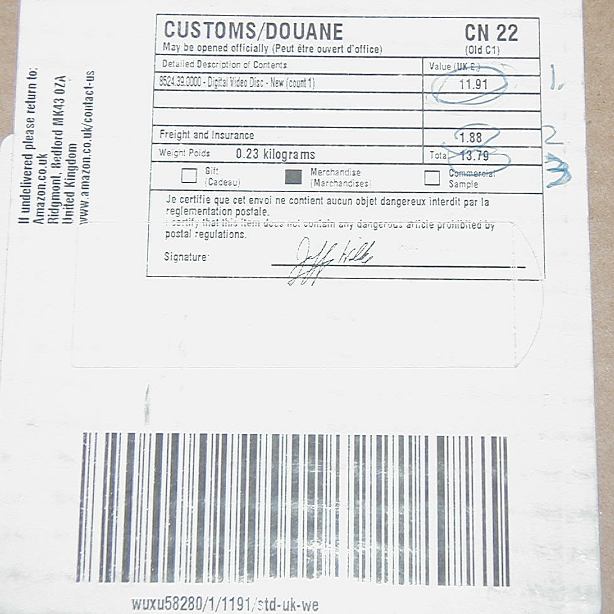 CUSTOMS/DOUANE CN 22
May be opened officially (Peut être ouvert d'office) (Old C1)
Detailed Description of Contents Value (UK £)
8524.39.0000 - Digital Video Disc - New (count 1) 11.91 1.
Freight and Insurance 1.88 2
Weight Poids 0.23 kilograms Total 13.79 3
Gift Merchandise Commercial
(Cadeau) (Marchandises) Sample
Je certifie que cet envoi ne contient aucun objet dangereux interdit par la
reglementation postale.
I certify that this item does not contain any dangerous article prohibited by
postal regulations.
Signature:
If undelivered please return to:
Amazon.co.uk
Ridgmont, Bedford MK43 0ZA
United Kingdom
www.amazon.co.uk/contact-us
wuxu58280/1/1191/std-uk-we